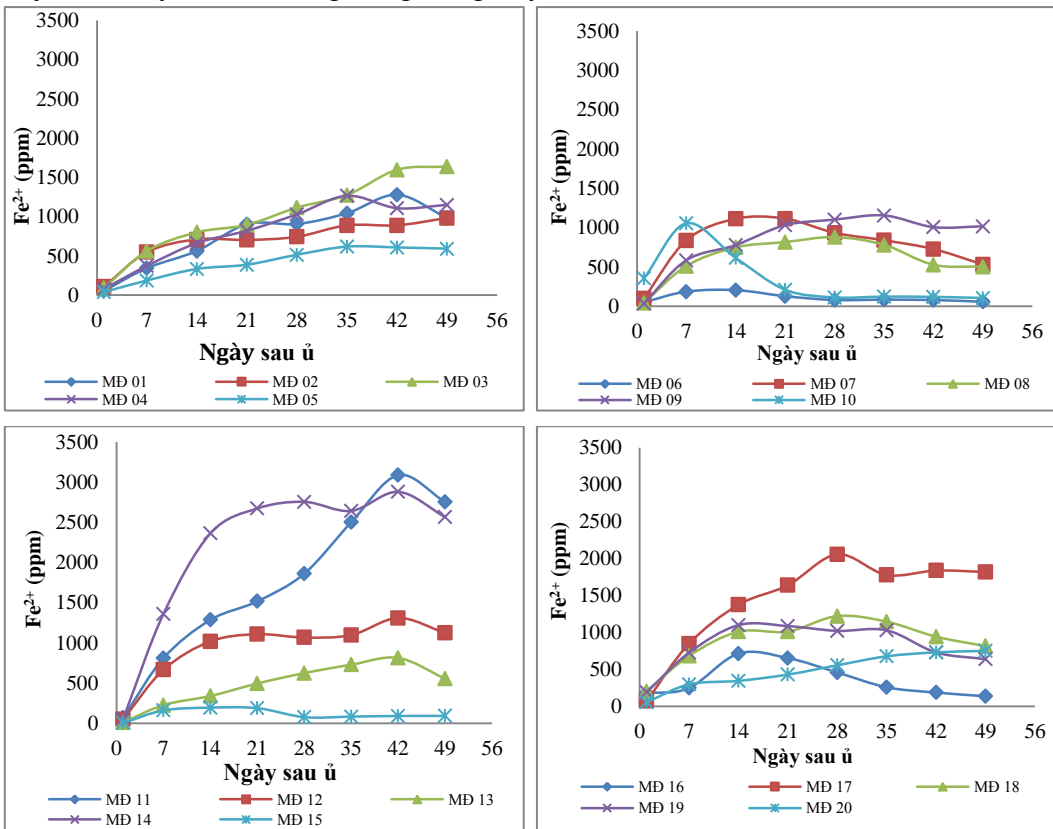 3500
3000
2500
2000
1500
1000
500
0
Fe²⁺ (ppm)
0 7 14 21 28 35 42 49 56
Ngày sau ủ
MĐ 01 MĐ 02 MĐ 03
MĐ 04 MĐ 05
3500
3000
2500
2000
1500
1000
500
0
Fe²⁺ (ppm)
0 7 14 21 28 35 42 49 56
Ngày sau ủ
MĐ 06 MĐ 07 MĐ 08
MĐ 09 MĐ 10
3500
3000
2500
2000
1500
1000
500
0
Fe²⁺ (ppm)
0 7 14 21 28 35 42 49 56
Ngày sau ủ
MĐ 11 MĐ 12 MĐ 13
MĐ 14 MĐ 15
3500
3000
2500
2000
1500
1000
500
0
Fe²⁺ (ppm)
0 7 14 21 28 35 42 49 56
Ngày sau ủ
MĐ 16 MĐ 17 MĐ 18
MĐ 19 MĐ 20